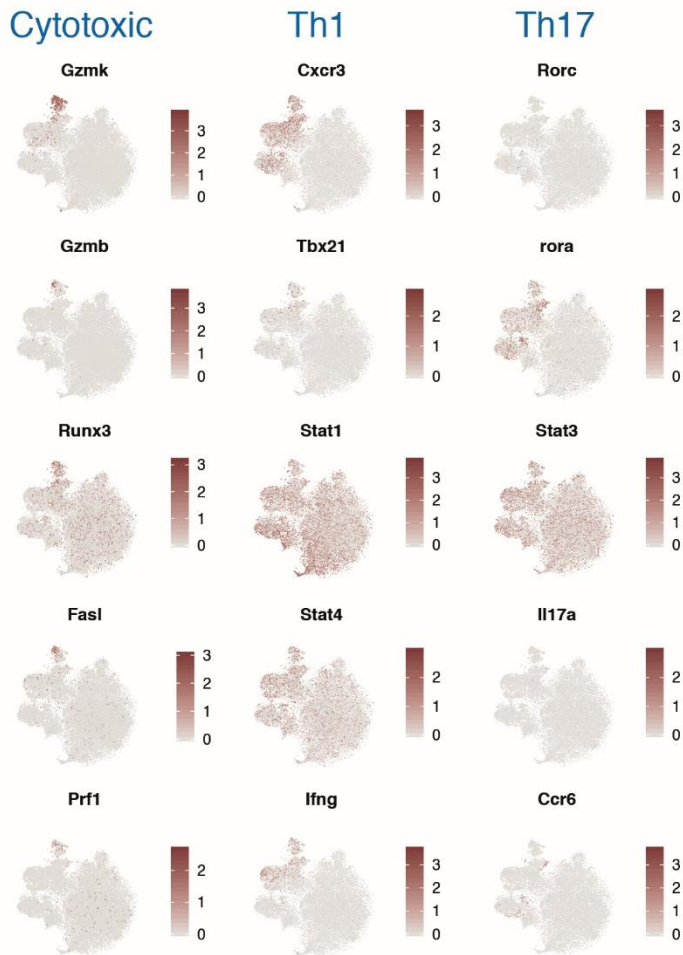 Cytotoxic Th1 Th17
Gzmk Cxcr3 Rorc
3 3 3
2 2 2
1 1 1
0 0 0
Gzmb Tbx21 rora
3
2 2 2
1 1 1
0 0 0
Runx3 Stat1 Stat3
3 3 3
2 2 2
1 1 1
0 0 0
Fasl Stat4 Il17a
3
2 2 2
1 1 1
0 0 0
Prf1 Ifng Ccr6
3 3
2 2 2
1 1 1
0 0 0